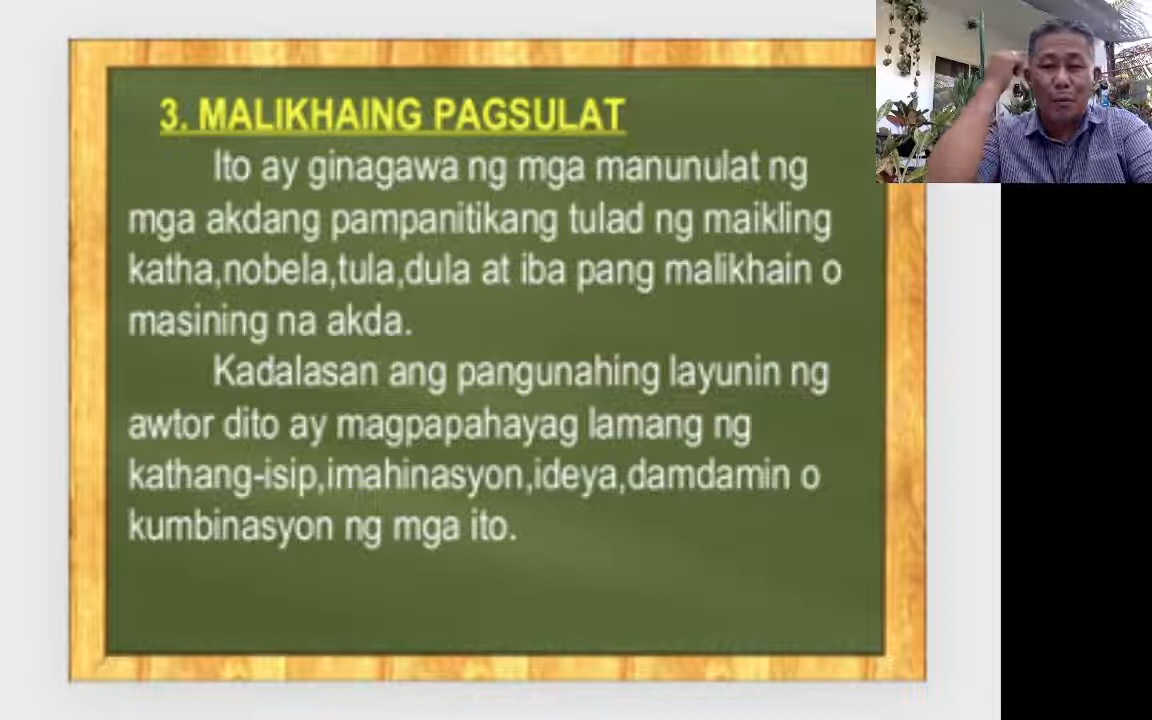 3. MALIKHAING PAGSULAT
Ito ay ginagawa ng mga manunulat ng
mga akdang pampanitikang tulad ng maikling
katha,nobela,tula,dula at iba pang malikhain o
masining na akda.
Kadalasan ang pangunahing layunin ng
awtor dito ay magpapahayag lamang ng
kathang-isip,imahinasyon,ideya,damdamin o
kumbinasyon ng mga ito.